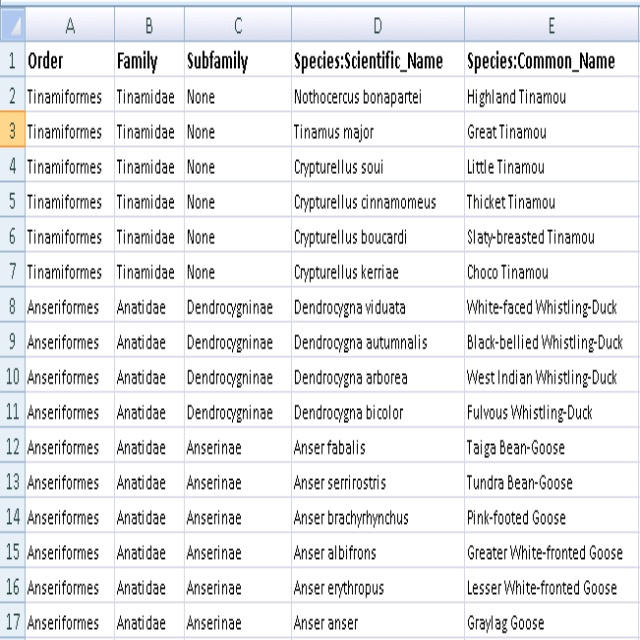 A B C D E
1 Order Family Subfamily Species:Scientific_Name Species:Common_Name
2 Tinamiformes Tinamidae None Nothocercus bonapartei Highland Tinamou
3 Tinamiformes Tinamidae None Tinamus major Great Tinamou
4 Tinamiformes Tinamidae None Crypturellus soui Little Tinamou
5 Tinamiformes Tinamidae None Crypturellus cinnamomeus Thicket Tinamou
6 Tinamiformes Tinamidae None Crypturellus boucardi Slaty-breasted Tinamou
7 Tinamiformes Tinamidae None Crypturellus kerriae Choco Tinamou
8 Anseriformes Anatidae Dendrocygninae Dendrocygna viduata White-faced Whistling-Duck
9 Anseriformes Anatidae Dendrocygninae Dendrocygna autumnalis Black-bellied Whistling-Duck
10 Anseriformes Anatidae Dendrocygninae Dendrocygna arborea West Indian Whistling-Duck
11 Anseriformes Anatidae Dendrocygninae Dendrocygna bicolor Fulvous Whistling-Duck
12 Anseriformes Anatidae Anserinae Anser fabalis Taiga Bean-Goose
13 Anseriformes Anatidae Anserinae Anser serrirostris Tundra Bean-Goose
14 Anseriformes Anatidae Anserinae Anser brachyrhynchus Pink-footed Goose
15 Anseriformes Anatidae Anserinae Anser albifrons Greater White-fronted Goose
16 Anseriformes Anatidae Anserinae Anser erythropus Lesser White-fronted Goose
17 Anseriformes Anatidae Anserinae Anser anser Graylag Goose